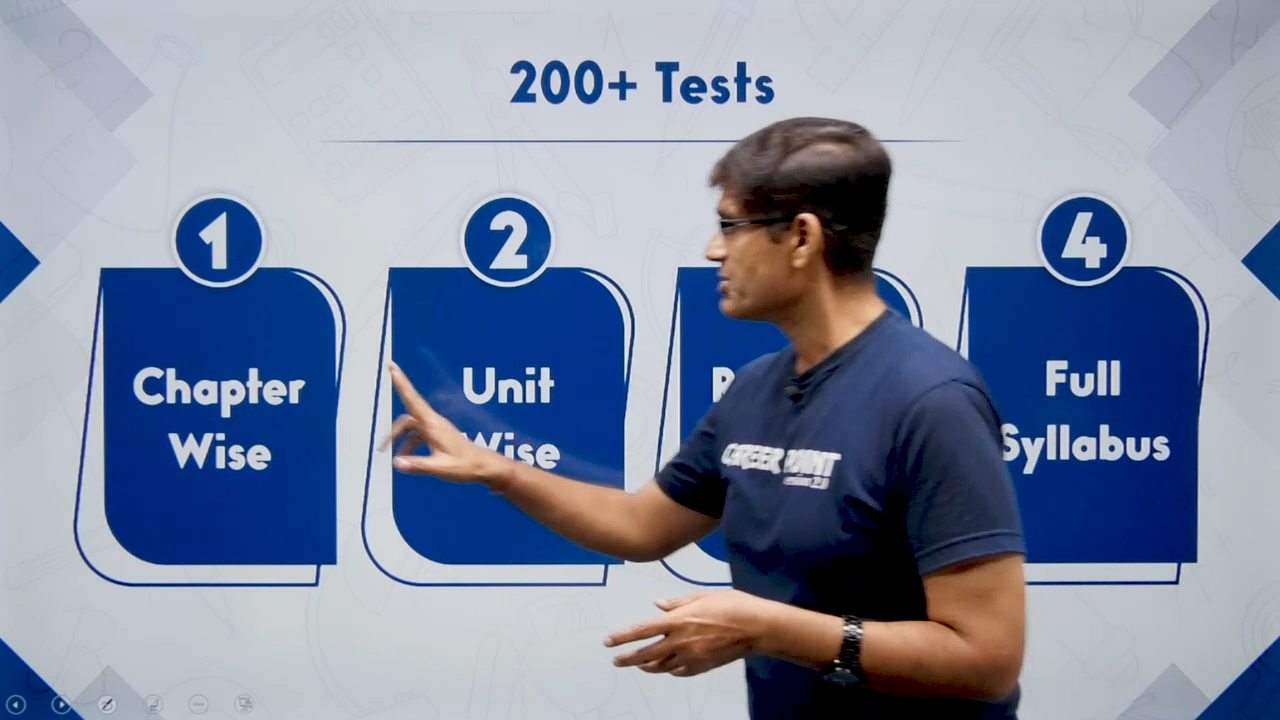 200+ Tests
1
Chapter
Wise
2
Unit
Wise
4
Full
Syllabus
CAREER POINT